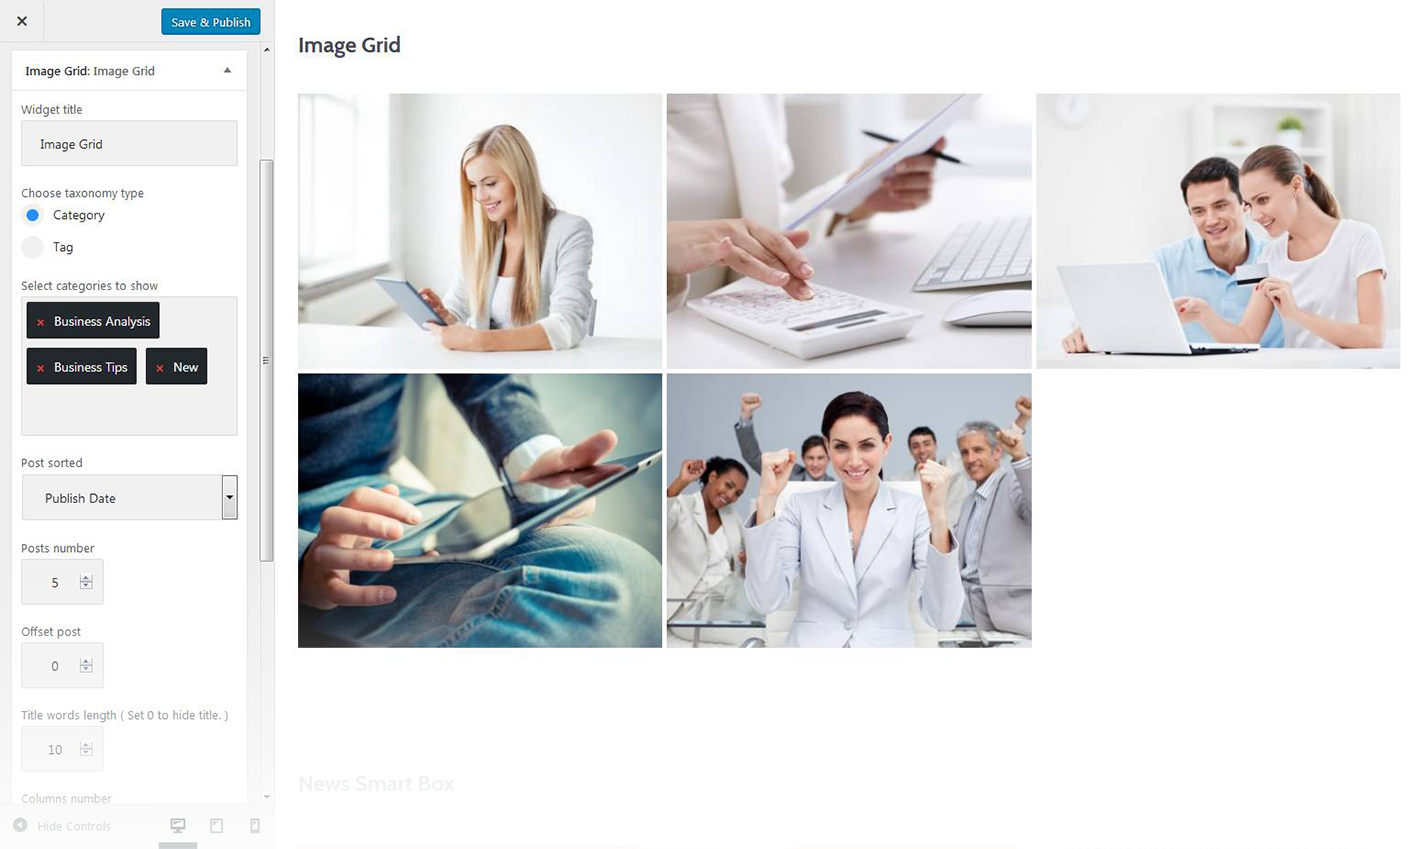 Save & Publish
Image Grid: Image Grid
Widget title
Image Grid
Choose taxonomy type
Category
Tag
Select categories to show
× Business Analysis
× Business Tips × New
Post sorted
Publish Date
Posts number
5
Offset post
0
Title words length ( Set 0 to hide title. )
10
Columns number
Hide Controls
Image Grid
News Smart Box